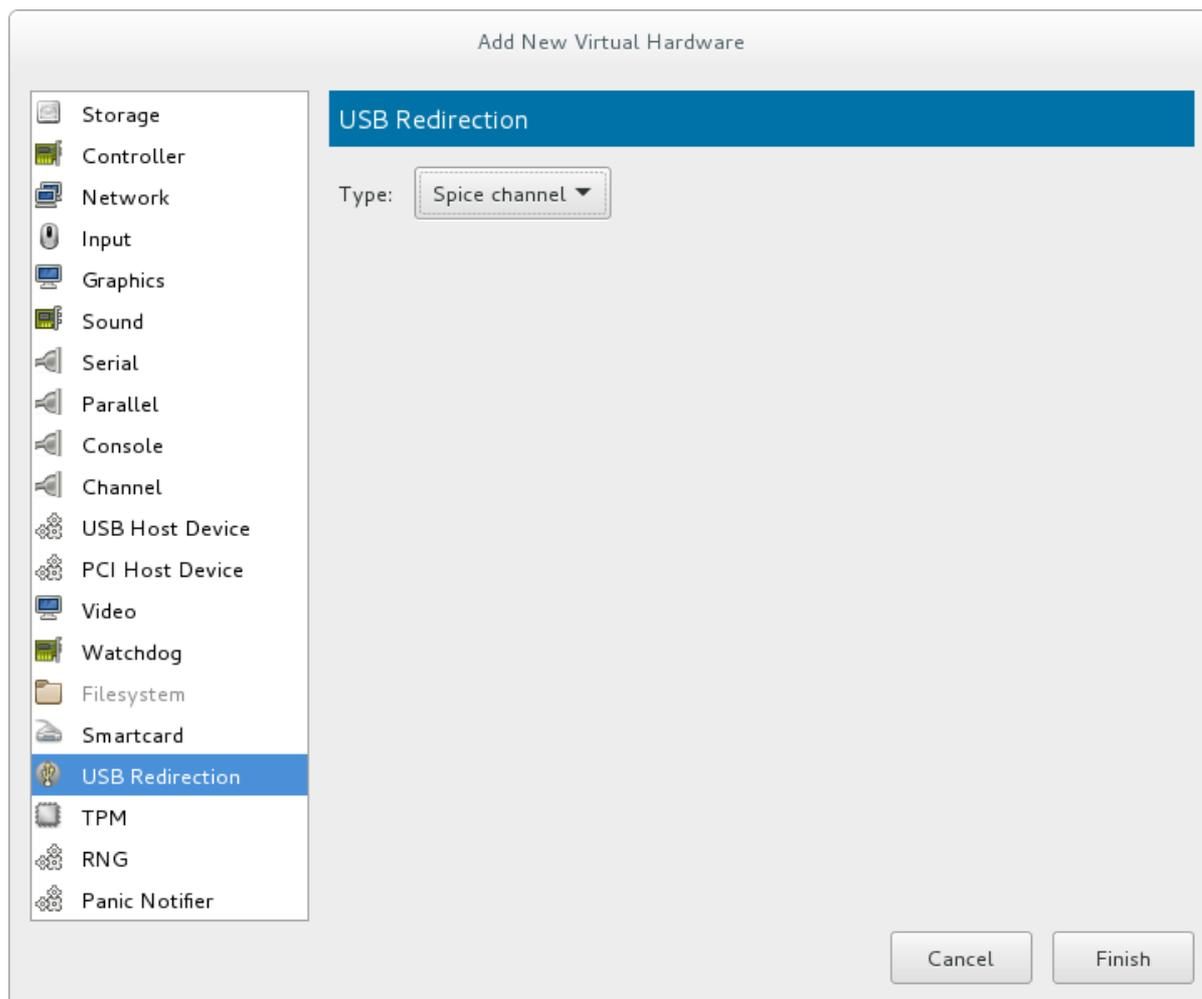 Add New Virtual Hardware
Storage
Controller
Network
Input
Graphics
Sound
Serial
Parallel
Console
Channel
USB Host Device
PCI Host Device
Video
Watchdog
Filesystem
Smartcard
USB Redirection
TPM
RNG
Panic Notifier
USB Redirection
Type: Spice channel
Cancel Finish